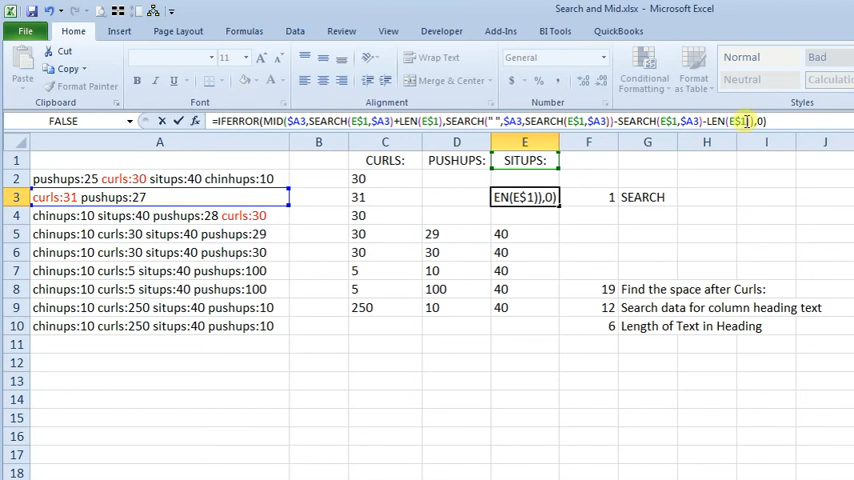 Search and Mid.xlsx - Microsoft Excel
File Home Insert Page Layout Formulas Data Review View Developer Add-Ins BI Tools QuickBooks
Cut 11 Wrap Text General Normal Bad
Paste Copy Format Painter B I U Merge & Center $ % Conditional Formatting Format as Table Neutral Calculatio
Clipboard Font Alignment Number Styles
FALSE =IFERROR(MID($A3,SEARCH(E$1,$A3)+LEN(E$1),SEARCH(" ",$A3,SEARCH(E$1,$A3))-SEARCH(E$1,$A3)-LEN(E$1)),0)
A B C D E F G H I J
1 CURLS: PUSHUPS: SITUPS:
2 pushups:25 curls:30 situps:40 chinhups:10 30
3 curls:31 pushups:27 31 EN(E$1)),0) 1 SEARCH
4 chinups:10 situps:40 pushups:28 curls:30 30
5 chinups:10 curls:30 situps:40 pushups:29 30 29 40
6 chinups:10 curls:30 situps:40 pushups:30 30 30 40
7 chinups:10 curls:5 situps:40 pushups:100 5 10 40
8 chinups:10 curls:5 situps:40 pushups:100 5 100 40 19 Find the space after Curls:
9 chinups:10 curls:250 situps:40 pushups:10 250 10 40 12 Search data for column heading text
10 chinups:10 curls:250 situps:40 pushups:10 6 Length of Text in Heading
11
12
13
14
15
16
17
18